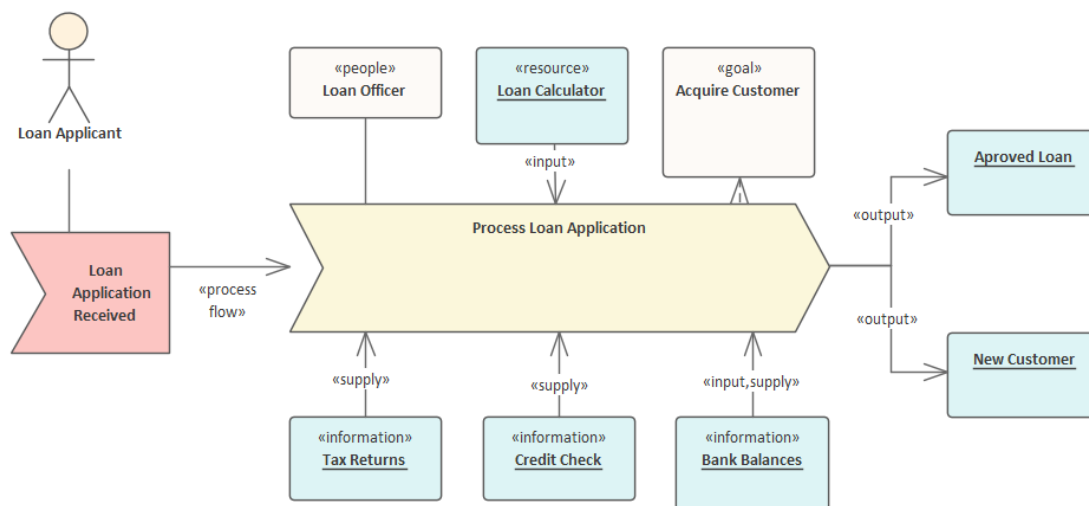 Loan Applicant
«people»
Loan Officer
«resource»
Loan Calculator
«goal»
Acquire Customer
«input»
Aproved Loan
«output»
Process Loan Application
Loan
Application
Received
«process
flow»
«output»
New Customer
«supply»
«supply»
«input,supply»
«information»
Tax Returns
«information»
Credit Check
«information»
Bank Balances